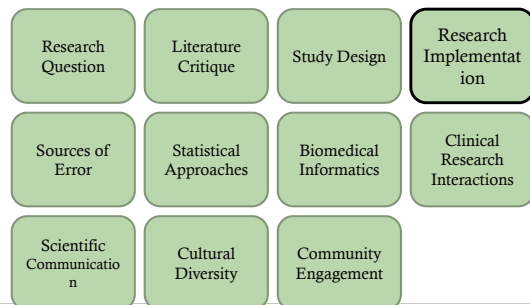 Research
Question
Literature
Critique
Study Design
Research
Implementat
ion
Sources of
Error
Statistical
Approaches
Biomedical
Informatics
Clinical
Research
Interactions
Scientific
Communicatio
n
Cultural
Diversity
Community
Engagement